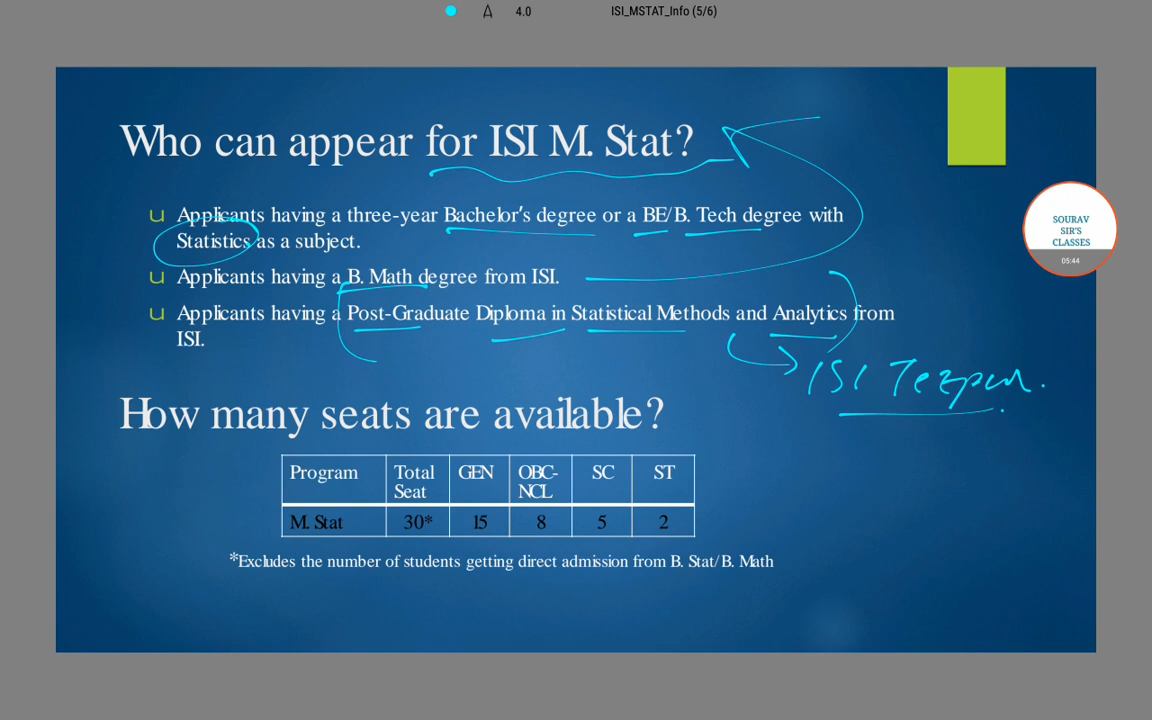 4.0 ISI_MSTAT_Info (5/6)
Who can appear for ISI M. Stat?
u Applicants having a three-year Bachelor's degree or a BE/B. Tech degree with
Statistics as a subject.
u Applicants having a B. Math degree from ISI.
u Applicants having a Post-Graduate Diploma in Statistical Methods and Analytics from
ISI.
ISI Tezpur.
SOURAV
SIR'S
CLASSES
05:44
How many seats are available?
Program Total Seat GEN OBC-NCL SC ST
M. Stat 30* 15 8 5 2
*Excludes the number of students getting direct admission from B. Stat/B. Math